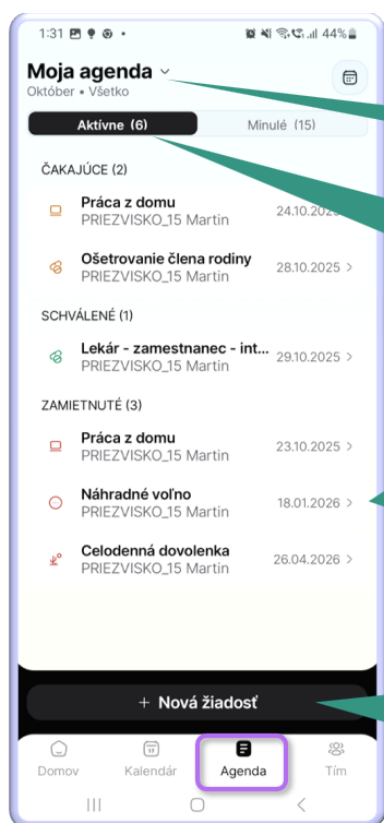 1:31
44%
Moja agenda
Október • Všetko
Aktívne (6)
Minulé (15)
ČAKAJÚCE (2)
Práca z domu
PRIEZVISKO_15 Martin
24.10.2025
Ošetrovanie člena rodiny
PRIEZVISKO_15 Martin
28.10.2025
SCHVÁLENÉ (1)
Lekár - zamestnanec - int...
PRIEZVISKO_15 Martin
29.10.2025
ZAMIETNUTÉ (3)
Práca z domu
PRIEZVISKO_15 Martin
23.10.2025
Náhradné voľno
PRIEZVISKO_15 Martin
18.01.2026
Celodenná dovolenka
PRIEZVISKO_15 Martin
26.04.2026
+ Nová žiadosť
Domov
Kalendár
Agenda
Tím